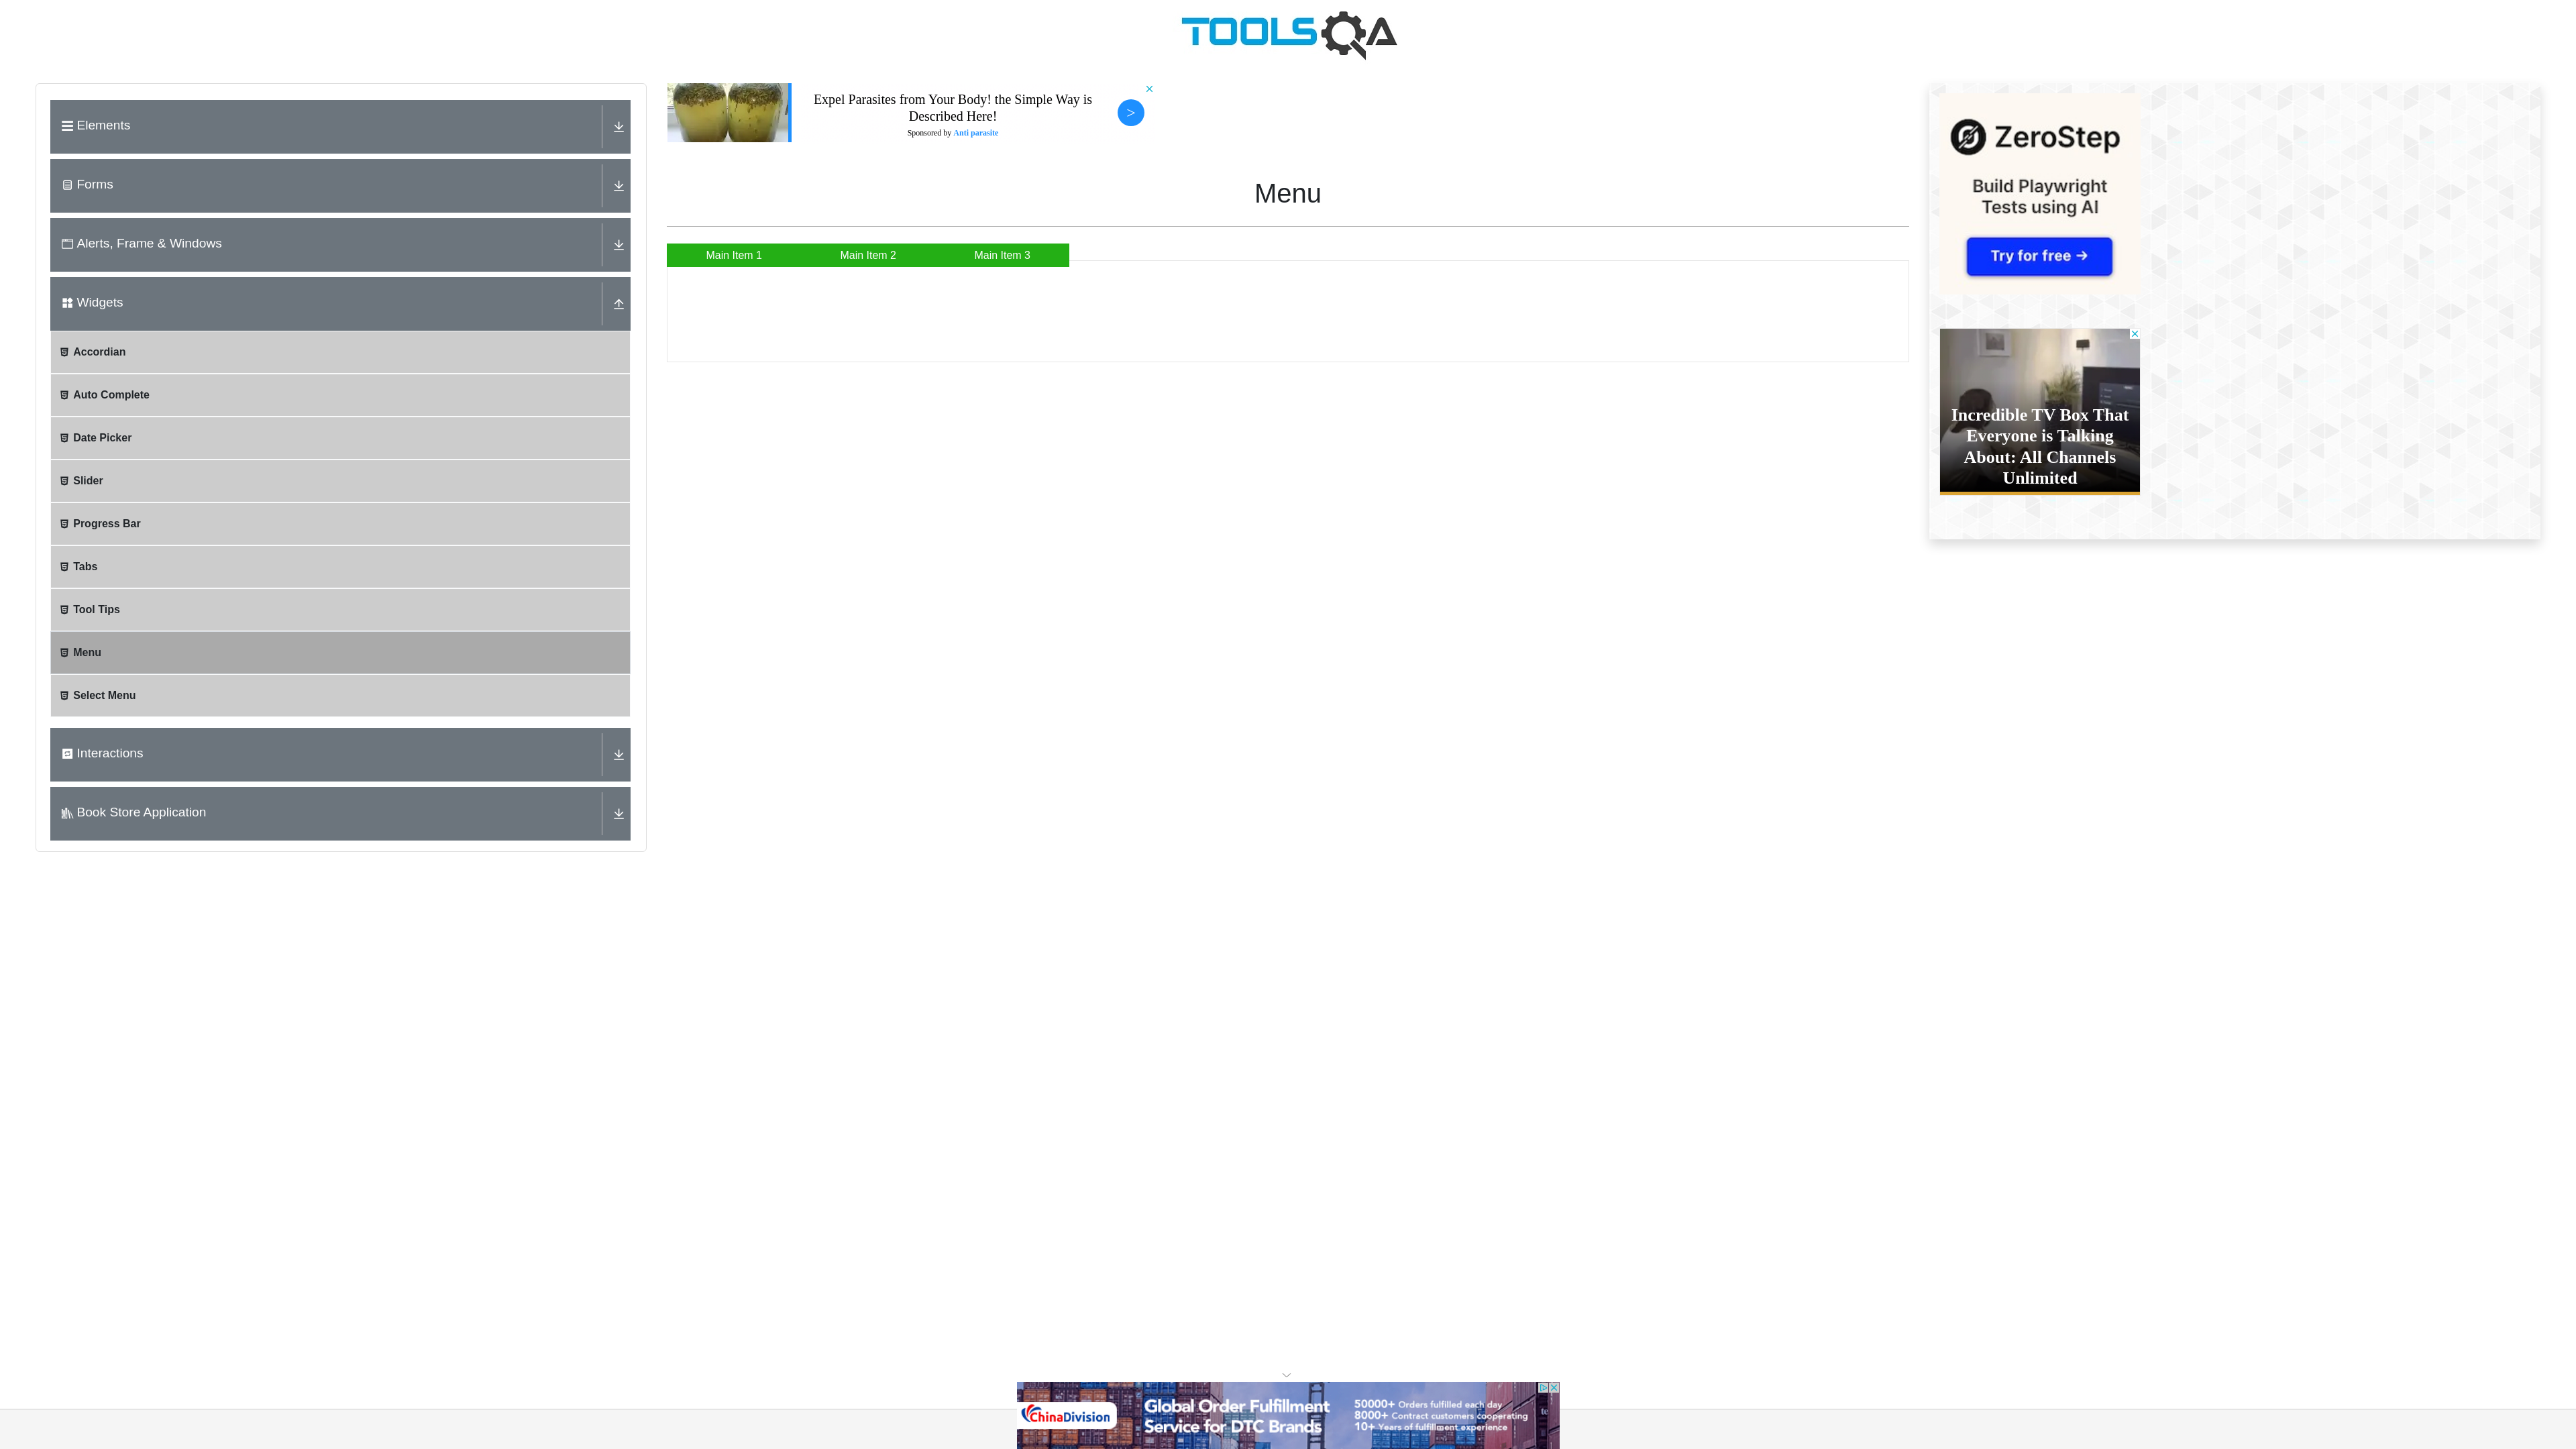 TOOLSQA
Elements
Forms
Alerts, Frame & Windows
Widgets
Accordian
Auto Complete
Date Picker
Slider
Progress Bar
Tabs
Tool Tips
Menu
Select Menu
Interactions
Book Store Application
Expel Parasites from Your Body! the Simple Way is
Described Here!
Sponsored by Anti parasite
>
Menu
Main Item 1 Main Item 2 Main Item 3
ZeroStep
Build Playwright
Tests using AI
Try for free →
Incredible TV Box That
Everyone is Talking
About: All Channels
Unlimited
ChinaDivision
Global Order Fulfillment
Service for DTC Brands
50000+ Orders fulfilled each day
8000+ Contract customers cooperating
10+ Years of fulfillment experience